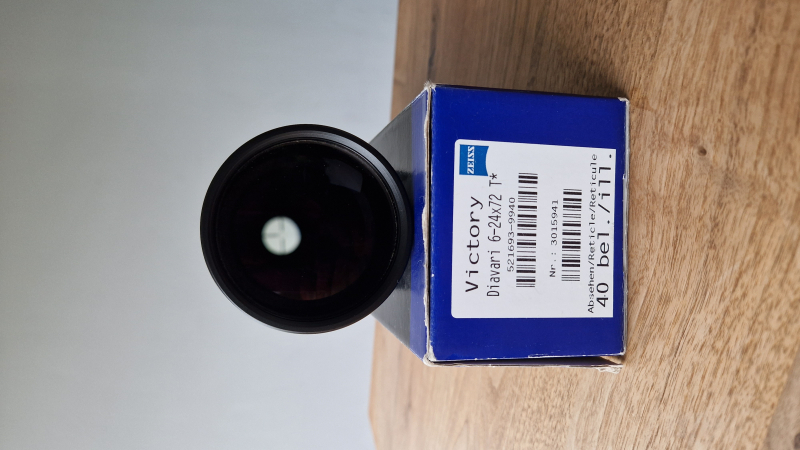 ZEISS
Victory
Diavari 6-24x72 T*
521693-9940
Nr.: 3015941
Absehen/Reticle/Reticule
40 bel./ill.